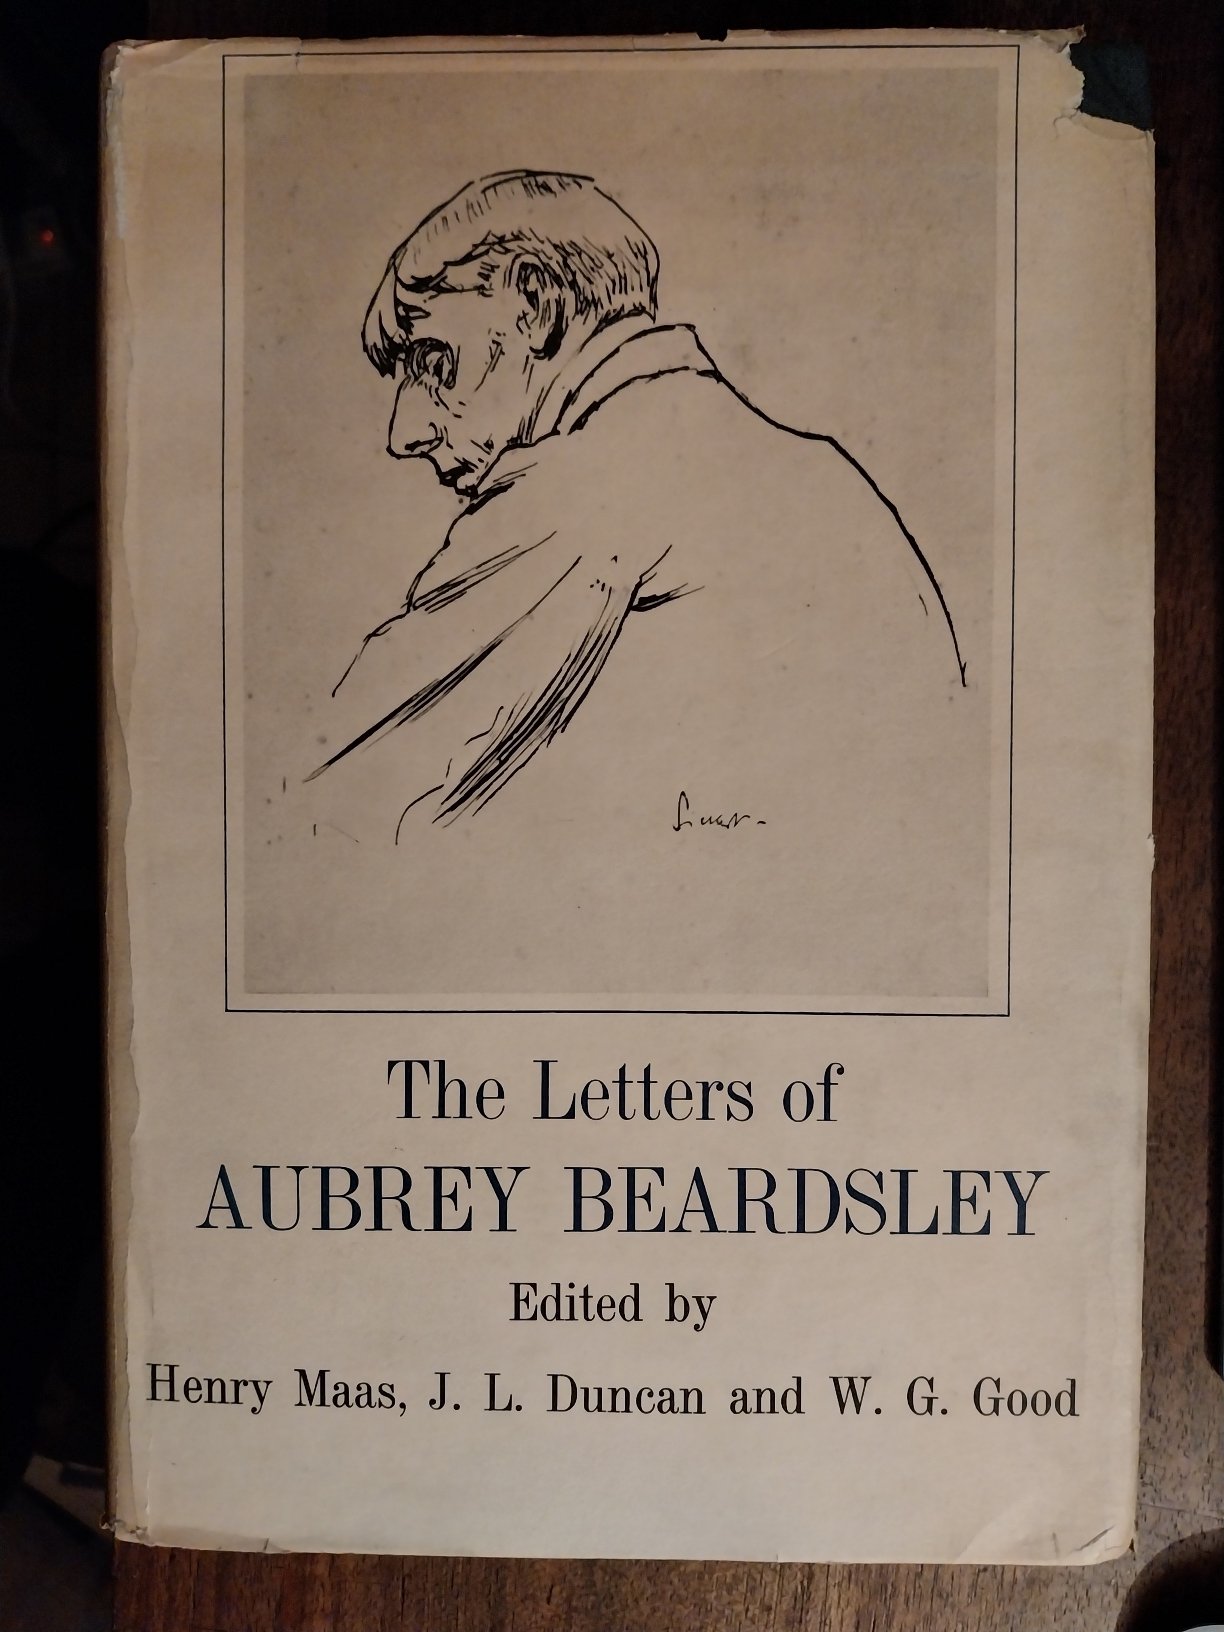 The Letters of
AUBREY BEARDSLEY
Edited by
Henry Maas, J. L. Duncan and W. G. Good